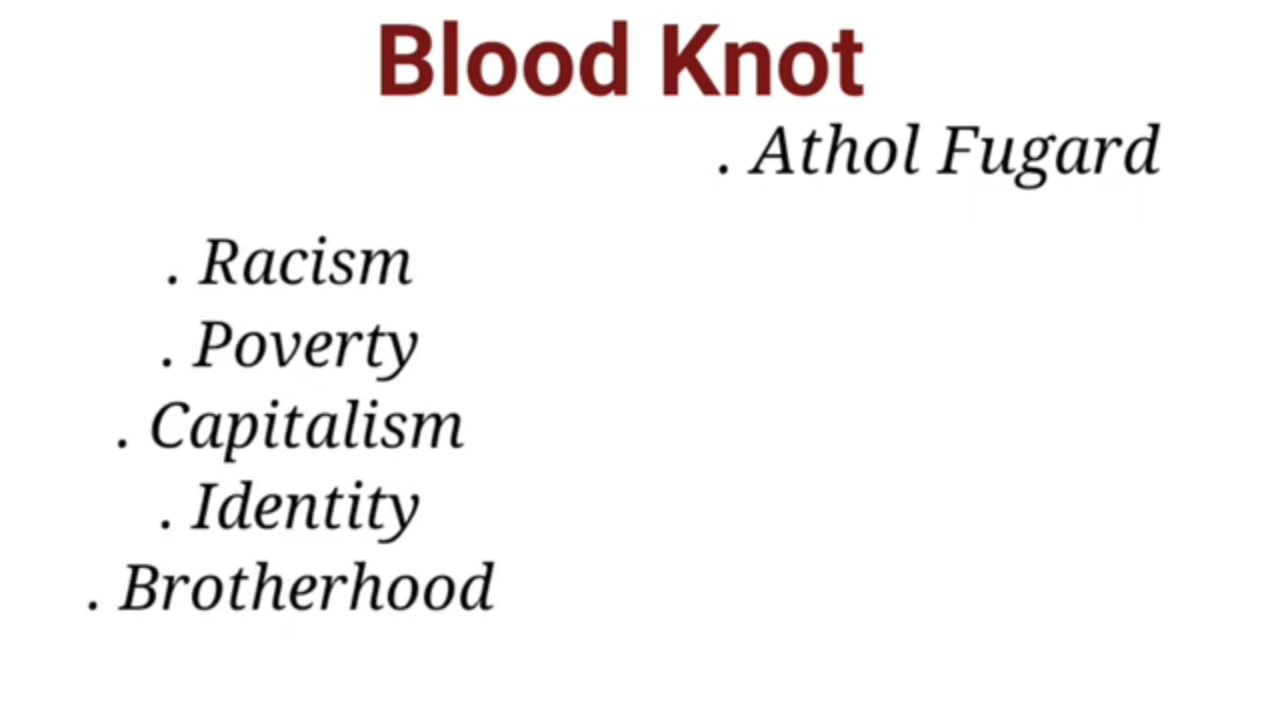 Blood Knot
. Athol Fugard
. Racism
. Poverty
. Capitalism
. Identity
. Brotherhood